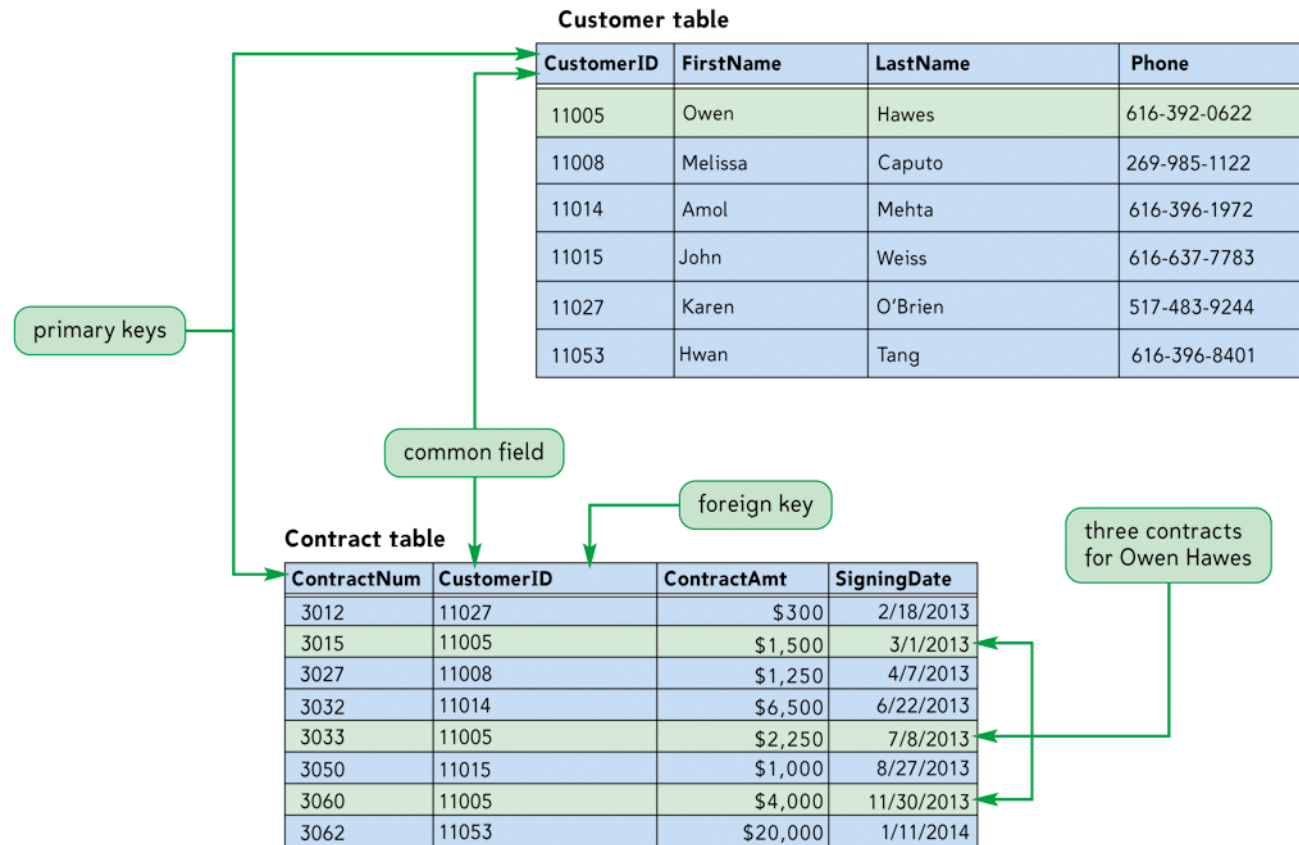 Customer table
CustomerID FirstName LastName Phone
11005 Owen Hawes 616-392-0622
11008 Melissa Caputo 269-985-1122
11014 Amol Mehta 616-396-1972
11015 John Weiss 616-637-7783
11027 Karen O'Brien 517-483-9244
11053 Hwan Tang 616-396-8401
primary keys
common field
foreign key
three contracts
for Owen Hawes
Contract table
ContractNum CustomerID ContractAmt SigningDate
3012 11027 $300 2/18/2013
3015 11005 $1,500 3/1/2013
3027 11008 $1,250 4/7/2013
3032 11014 $6,500 6/22/2013
3033 11005 $2,250 7/8/2013
3050 11015 $1,000 8/27/2013
3060 11005 $4,000 11/30/2013
3062 11053 $20,000 1/11/2014